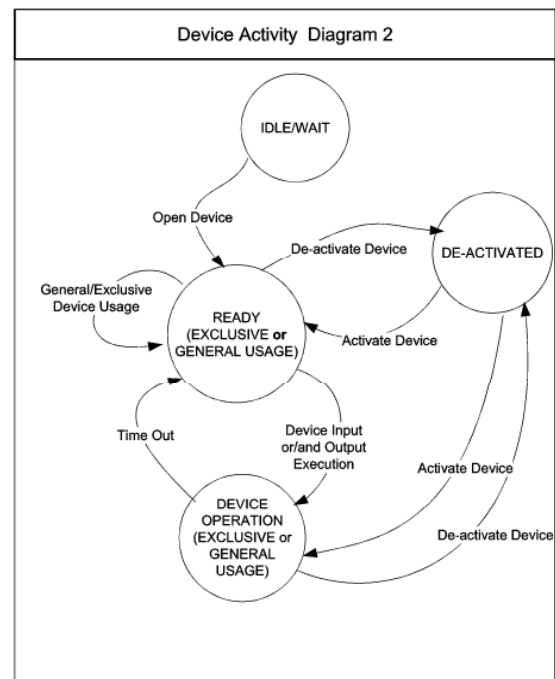 Device Activity Diagram 2
IDLE/WAIT
Open Device
De-activate Device
DE-ACTIVATED
General/Exclusive
Device Usage
READY
(EXCLUSIVE or
GENERAL USAGE)
Activate Device
Time Out
Device Input
or/and Output
Execution
Activate Device
DEVICE
OPERATION
(EXCLUSIVE or
GENERAL
USAGE)
De-activate Device